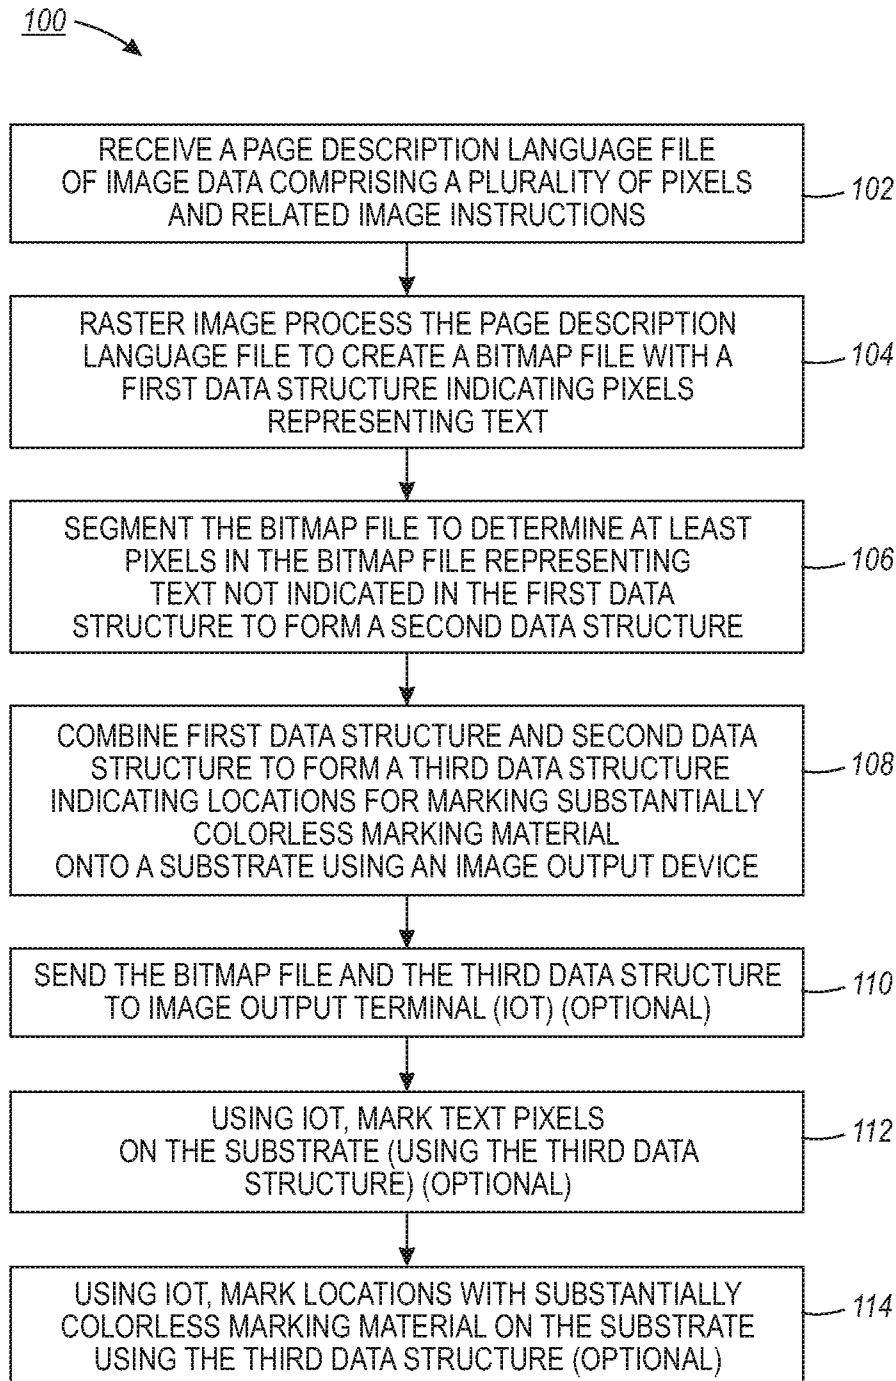 100
RECEIVE A PAGE DESCRIPTION LANGUAGE FILE
OF IMAGE DATA COMPRISING A PLURALITY OF PIXELS
AND RELATED IMAGE INSTRUCTIONS
102
RASTER IMAGE PROCESS THE PAGE DESCRIPTION
LANGUAGE FILE TO CREATE A BITMAP FILE WITH A
FIRST DATA STRUCTURE INDICATING PIXELS
REPRESENTING TEXT
104
SEGMENT THE BITMAP FILE TO DETERMINE AT LEAST
PIXELS IN THE BITMAP FILE REPRESENTING
TEXT NOT INDICATED IN THE FIRST DATA
STRUCTURE TO FORM A SECOND DATA STRUCTURE
106
COMBINE FIRST DATA STRUCTURE AND SECOND DATA
STRUCTURE TO FORM A THIRD DATA STRUCTURE
INDICATING LOCATIONS FOR MARKING SUBSTANTIALLY
COLORLESS MARKING MATERIAL
ONTO A SUBSTRATE USING AN IMAGE OUTPUT DEVICE
108
SEND THE BITMAP FILE AND THE THIRD DATA STRUCTURE
TO IMAGE OUTPUT TERMINAL (IOT) (OPTIONAL)
110
USING IOT, MARK TEXT PIXELS
ON THE SUBSTRATE (USING THE THIRD DATA
STRUCTURE) (OPTIONAL)
112
USING IOT, MARK LOCATIONS WITH SUBSTANTIALLY
COLORLESS MARKING MATERIAL ON THE SUBSTRATE
USING THE THIRD DATA STRUCTURE (OPTIONAL)
114